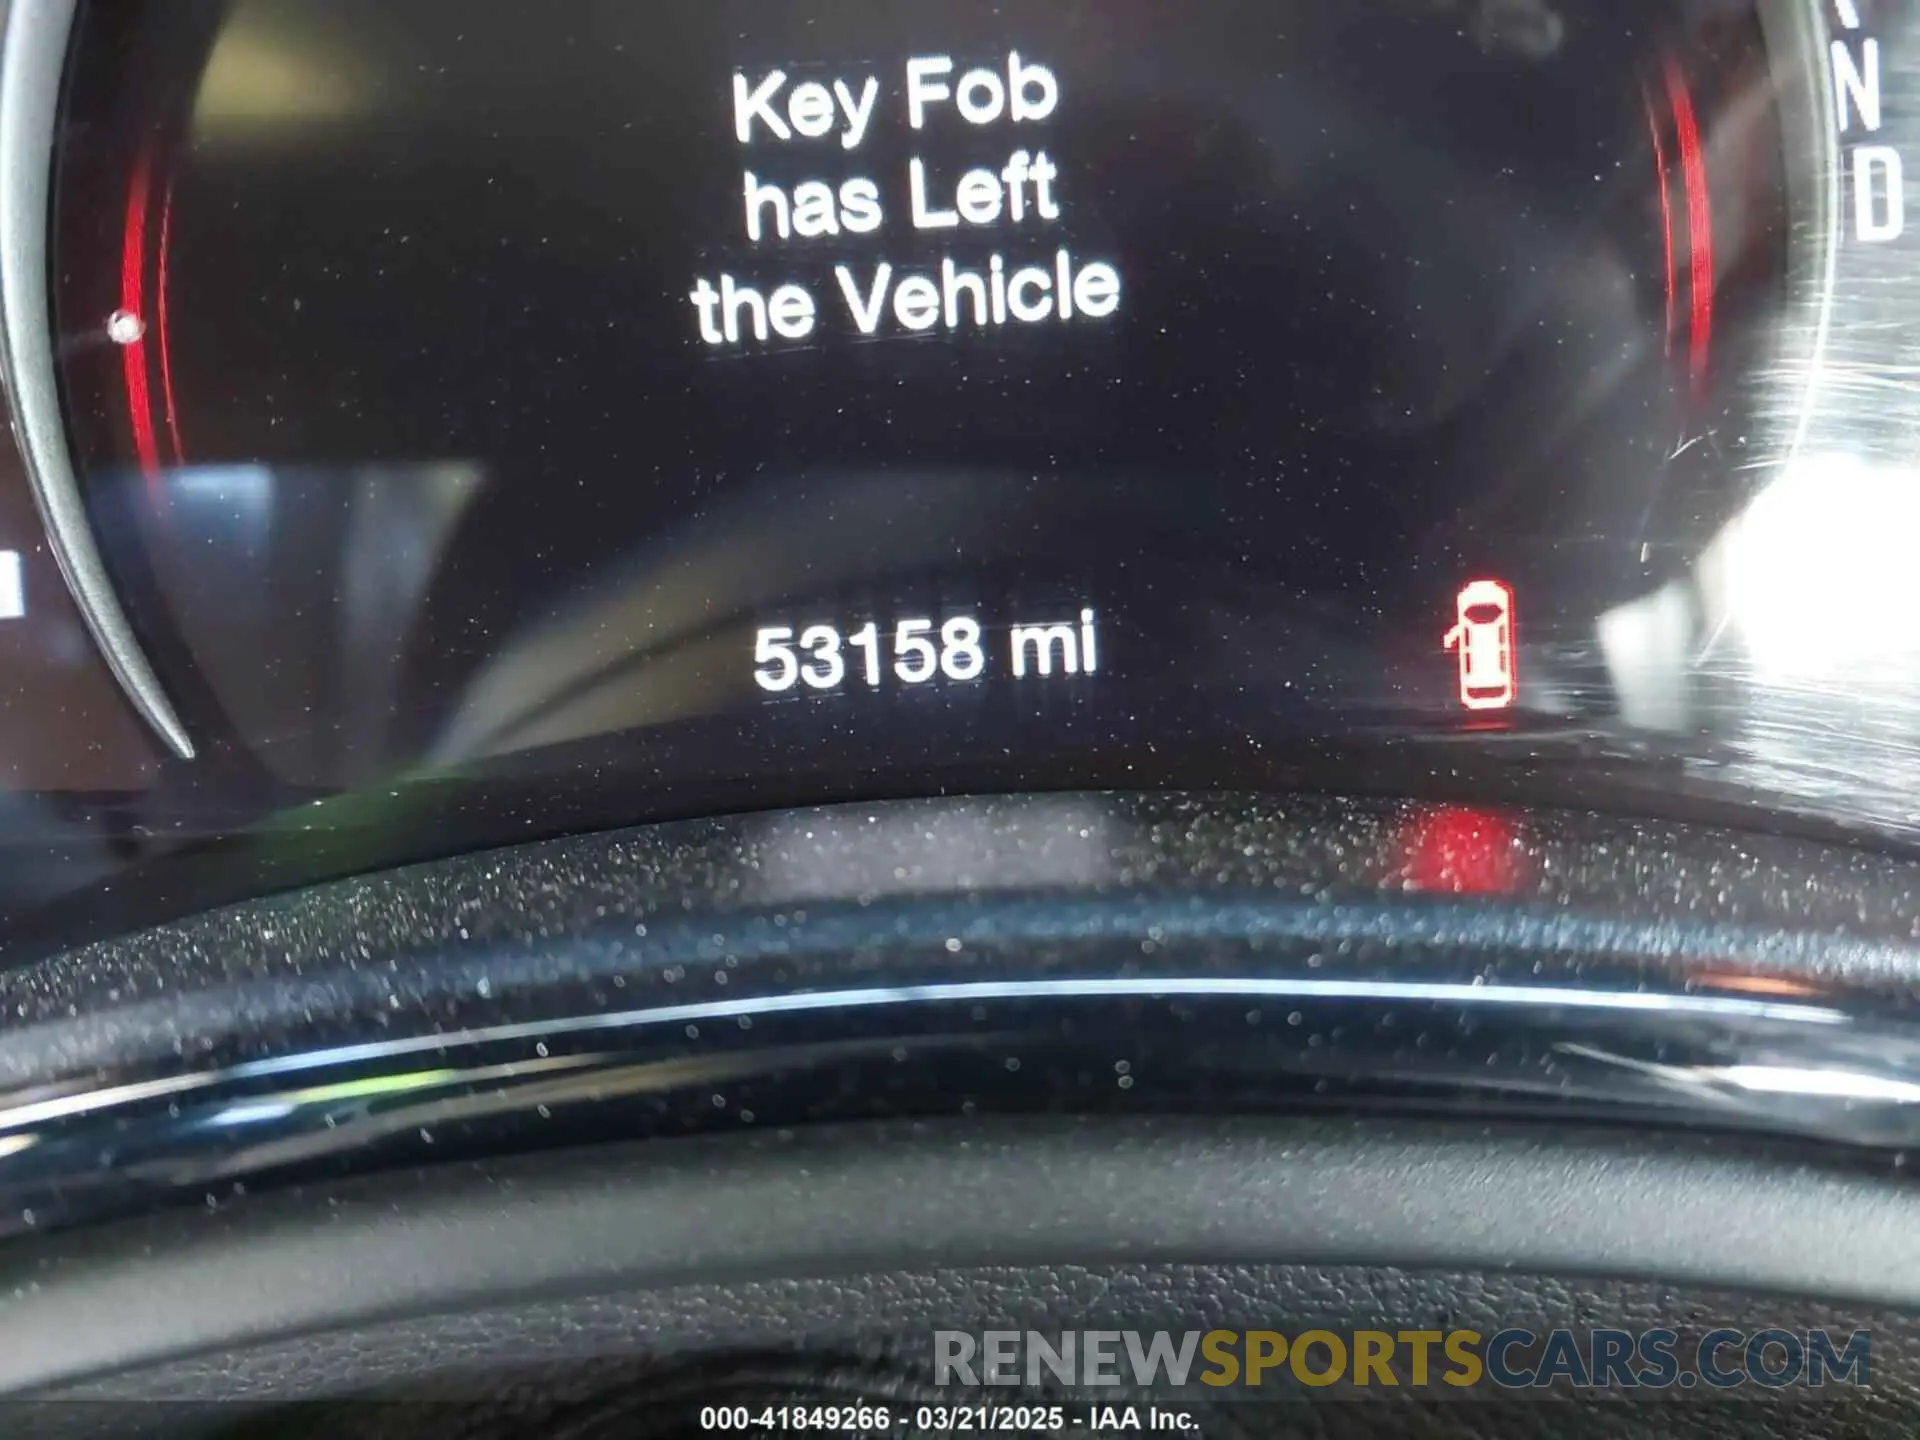 Key Fob
has Left
the Vehicle
N
D
53158 mi
RENEWSPORTSCARS.COM
000-41849266 - 03/21/2025 - IAA Inc.